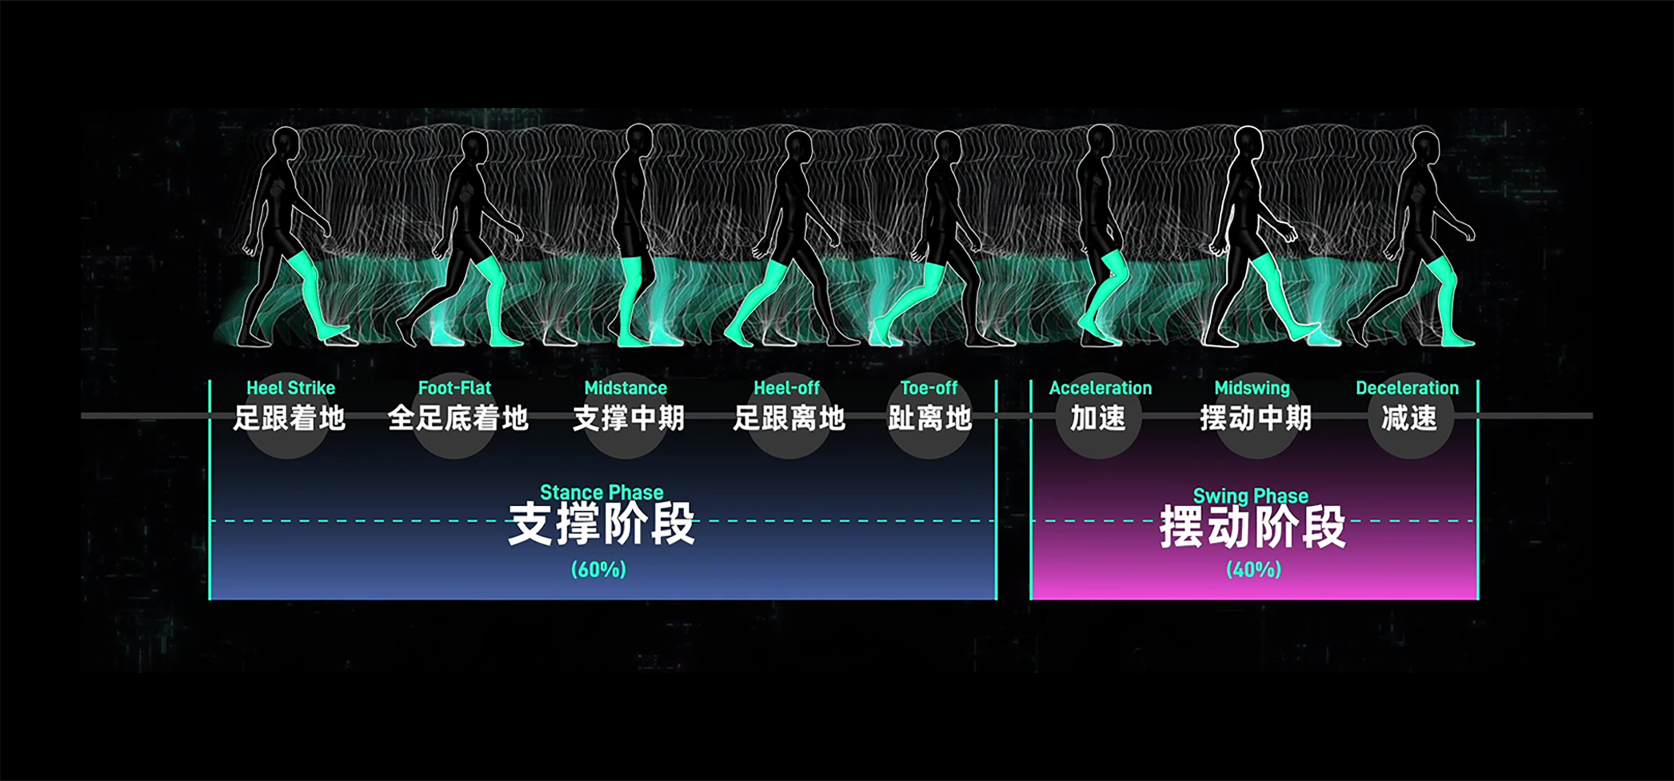 Heel Strike
足跟着地
Foot-Flat
全足底着地
Midstance
支撑中期
Heel-off
足跟离地
Toe-off
趾离地
Acceleration
加速
Midswing
摆动中期
Deceleration
减速
Stance Phase
支撑阶段
(60%)
Swing Phase
摆动阶段
(40%)